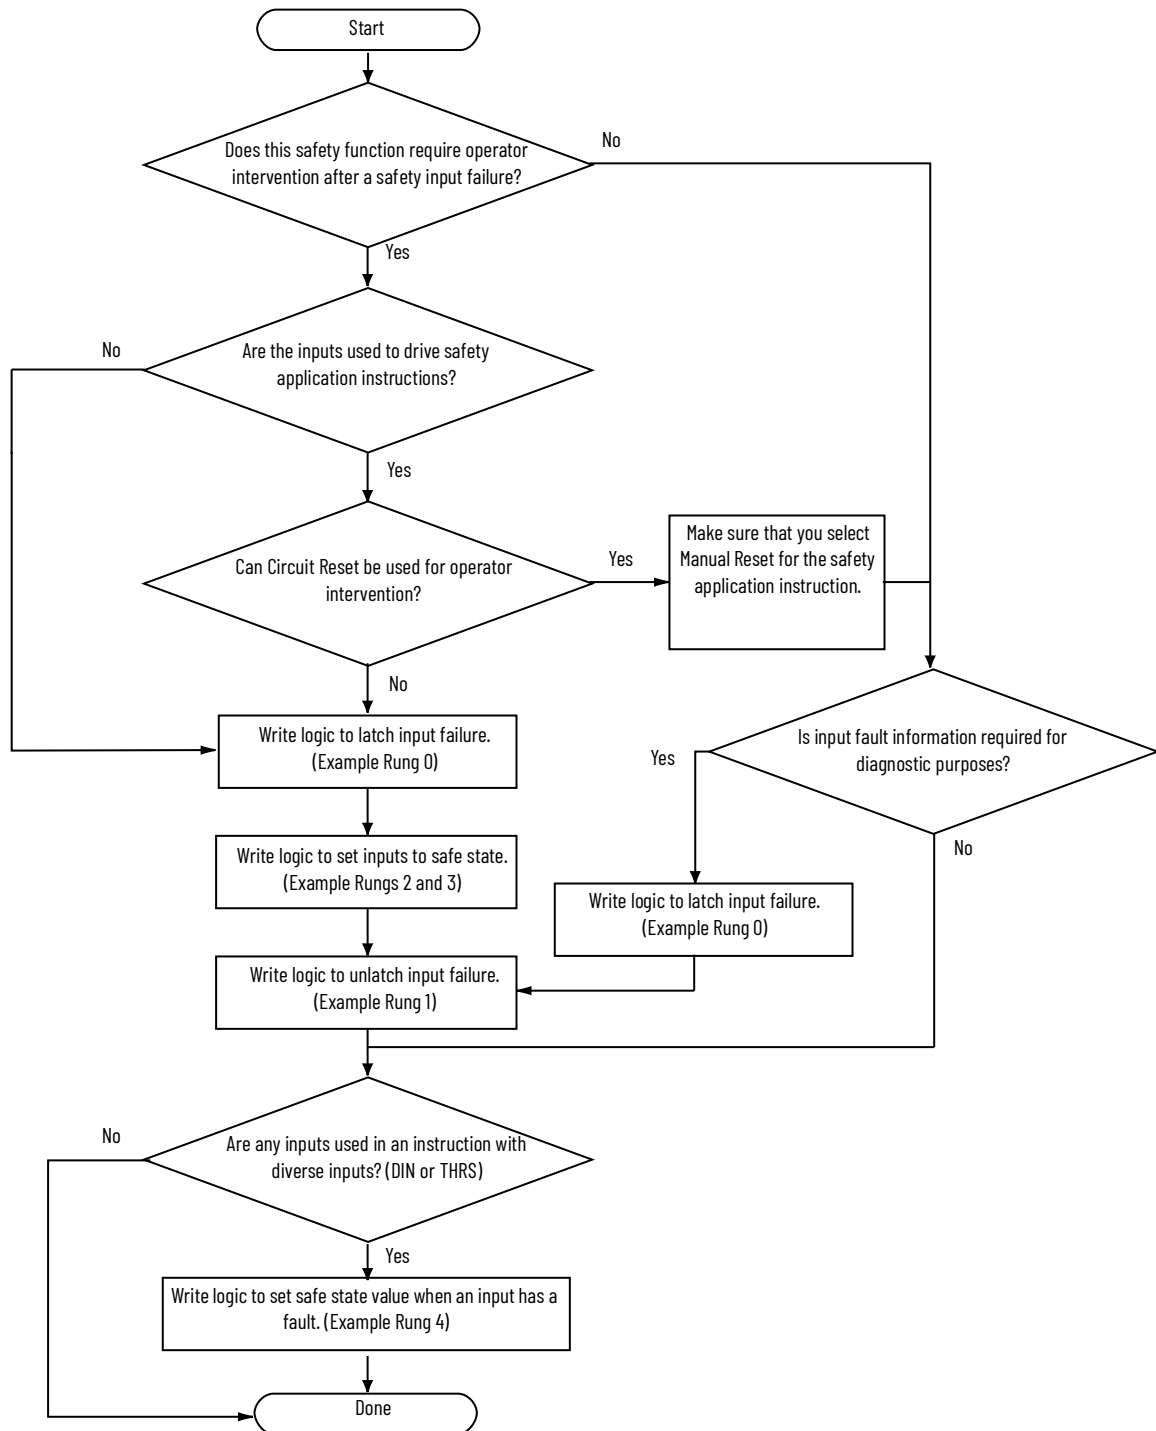 Start
Does this safety function require operator
intervention after a safety input failure?
No
Yes
Are the inputs used to drive safety
application instructions?
No
Yes
Can Circuit Reset be used for operator
intervention?
Yes
Make sure that you select
Manual Reset for the safety
application instruction.
No
Write logic to latch input failure.
(Example Rung 0)
Is input fault information required for
diagnostic purposes?
Yes
No
Write logic to set inputs to safe state.
(Example Rungs 2 and 3)
Write logic to latch input failure.
(Example Rung 0)
Write logic to unlatch input failure.
(Example Rung 1)
Are any inputs used in an instruction with
diverse inputs? (DIN or THRS)
No
Yes
Write logic to set safe state value when an input has a
fault. (Example Rung 4)
Done